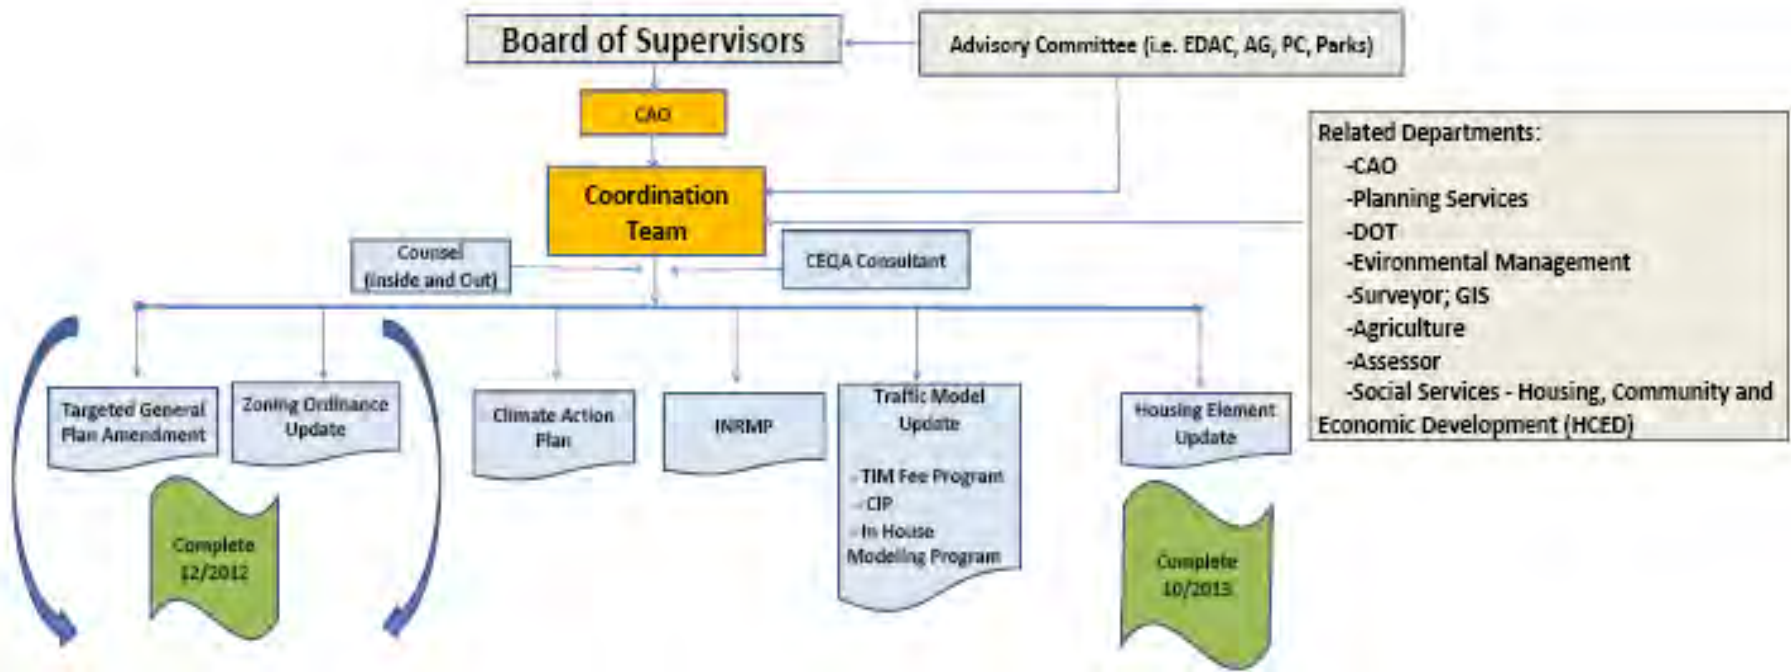 Board of Supervisors
Advisory Committee (i.e. EDAC, AG, PC, Parks)
CAO
Coordination
Team
Related Departments:
-CAO
-Planning Services
-DOT
-Evironmental Management
-Surveyor; GIS
-Agriculture
-Assessor
-Social Services - Housing, Community and
Economic Development (HCED)
Counsel
(Inside and Out)
CEQA Consultant
Targeted General
Plan Amendment
Zoning Ordinance
Update
Climate Action
Plan
INRMP
Traffic Model
Update
- TIM Fee Program
- CIP
- In House
Modeling Program
Housing Element
Update
Complete
12/2012
Complete
10/2013